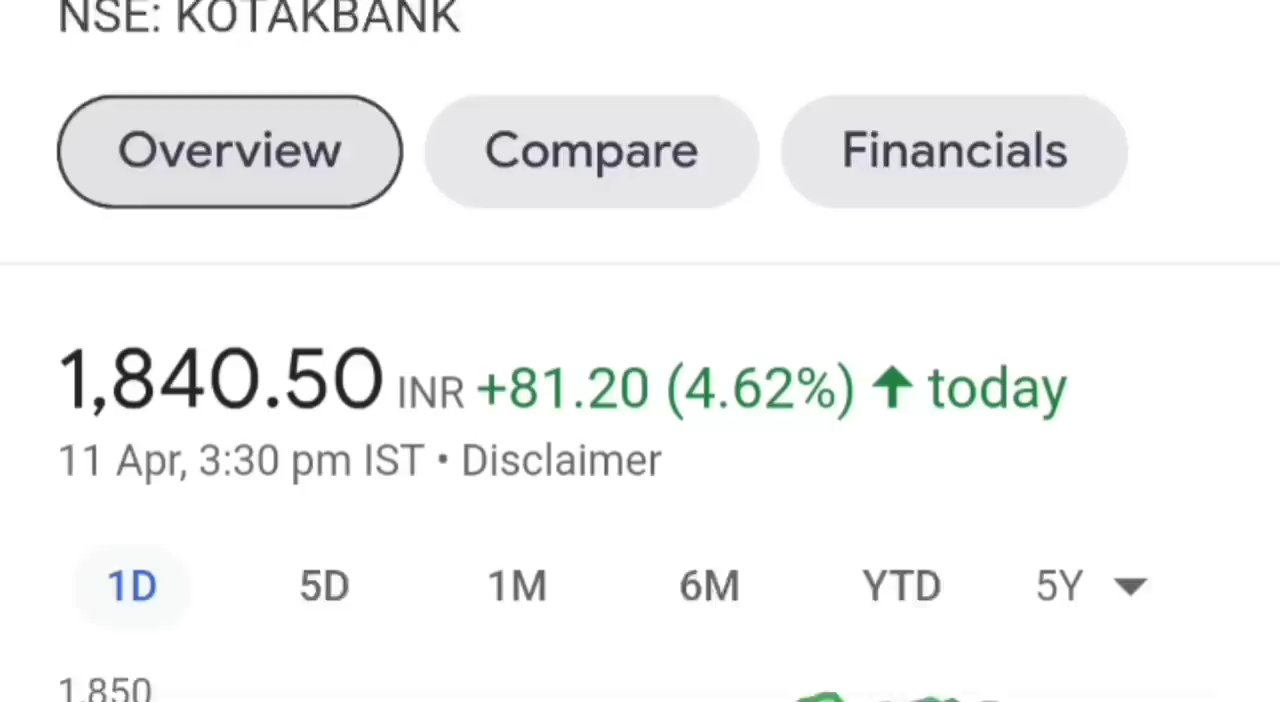 NSE: KOTAKBANK
Overview Compare Financials
1,840.50 INR +81.20 (4.62%) ↑ today
11 Apr, 3:30 pm IST • Disclaimer
1D 5D 1M 6M YTD 5Y
1,850